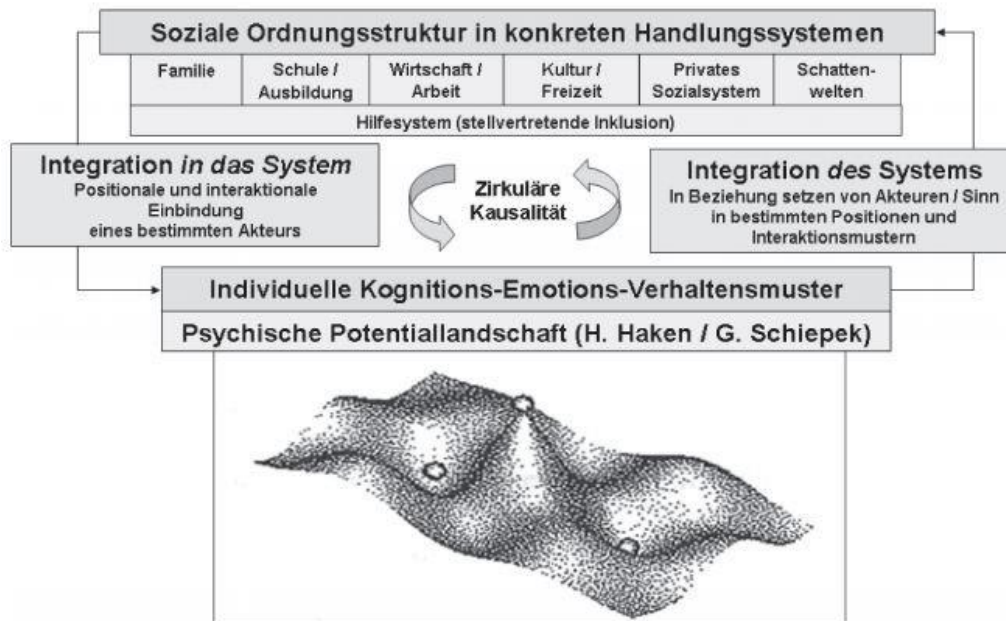 Soziale Ordnungsstruktur in konkreten Handlungssystemen
Familie
Schule /
Ausbildung
Wirtschaft /
Arbeit
Kultur /
Freizeit
Privates
Sozialsystem
Schatten-
welten
Hilfesystem (stellvertretende Inklusion)
Integration in das System
Positionale und interaktionale
Einbindung
eines bestimmten Akteurs
Zirkuläre
Kausalität
Integration des Systems
In Beziehung setzen von Akteuren / Sinn
in bestimmten Positionen und
Interaktionsmustern
Individuelle Kognitions-Emotions-Verhaltensmuster
Psychische Potentiallandschaft (H. Haken / G. Schiepek)